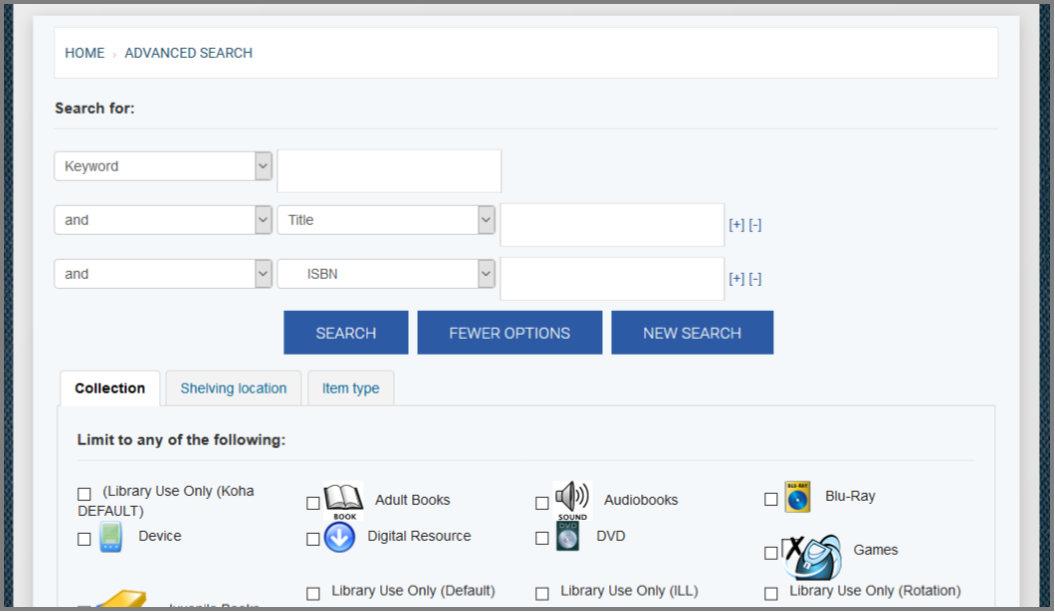 HOME › ADVANCED SEARCH
Search for:
Keyword
and Title [+] [-]
and ISBN [+] [-]
SEARCH FEWER OPTIONS NEW SEARCH
Collection Shelving location Item type
Limit to any of the following:
(Library Use Only (Koha DEFAULT)
BOOK Adult Books
SOUND Audiobooks
BLU-RAY Blu-Ray
Device
Digital Resource
DVD DVD
X Games
Library Use Only (Default)
Library Use Only (ILL)
Library Use Only (Rotation)